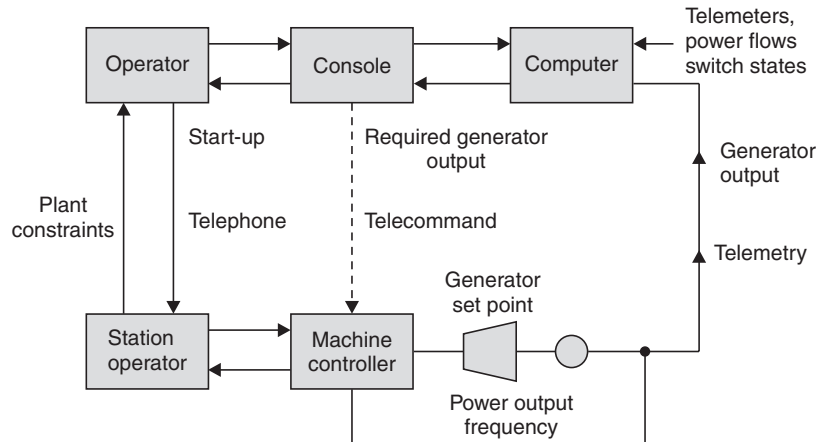 Telemeters,
power flows
switch states
Operator
Console
Computer
Start-up
Required generator
output
Generator
output
Plant
constraints
Telephone
Telecommand
Telemetry
Generator
set point
Station
operator
Machine
controller
Power output
frequency